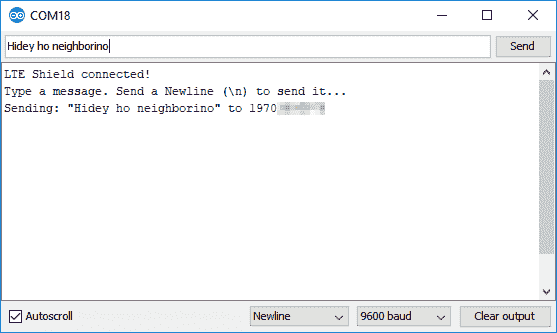 COM18
Hidey ho neighborino
Send
LTE Shield connected!
Type a message. Send a Newline (\n) to send it...
Sending: "Hidey ho neighborino" to 1970
Autoscroll
Newline
9600 baud
Clear output